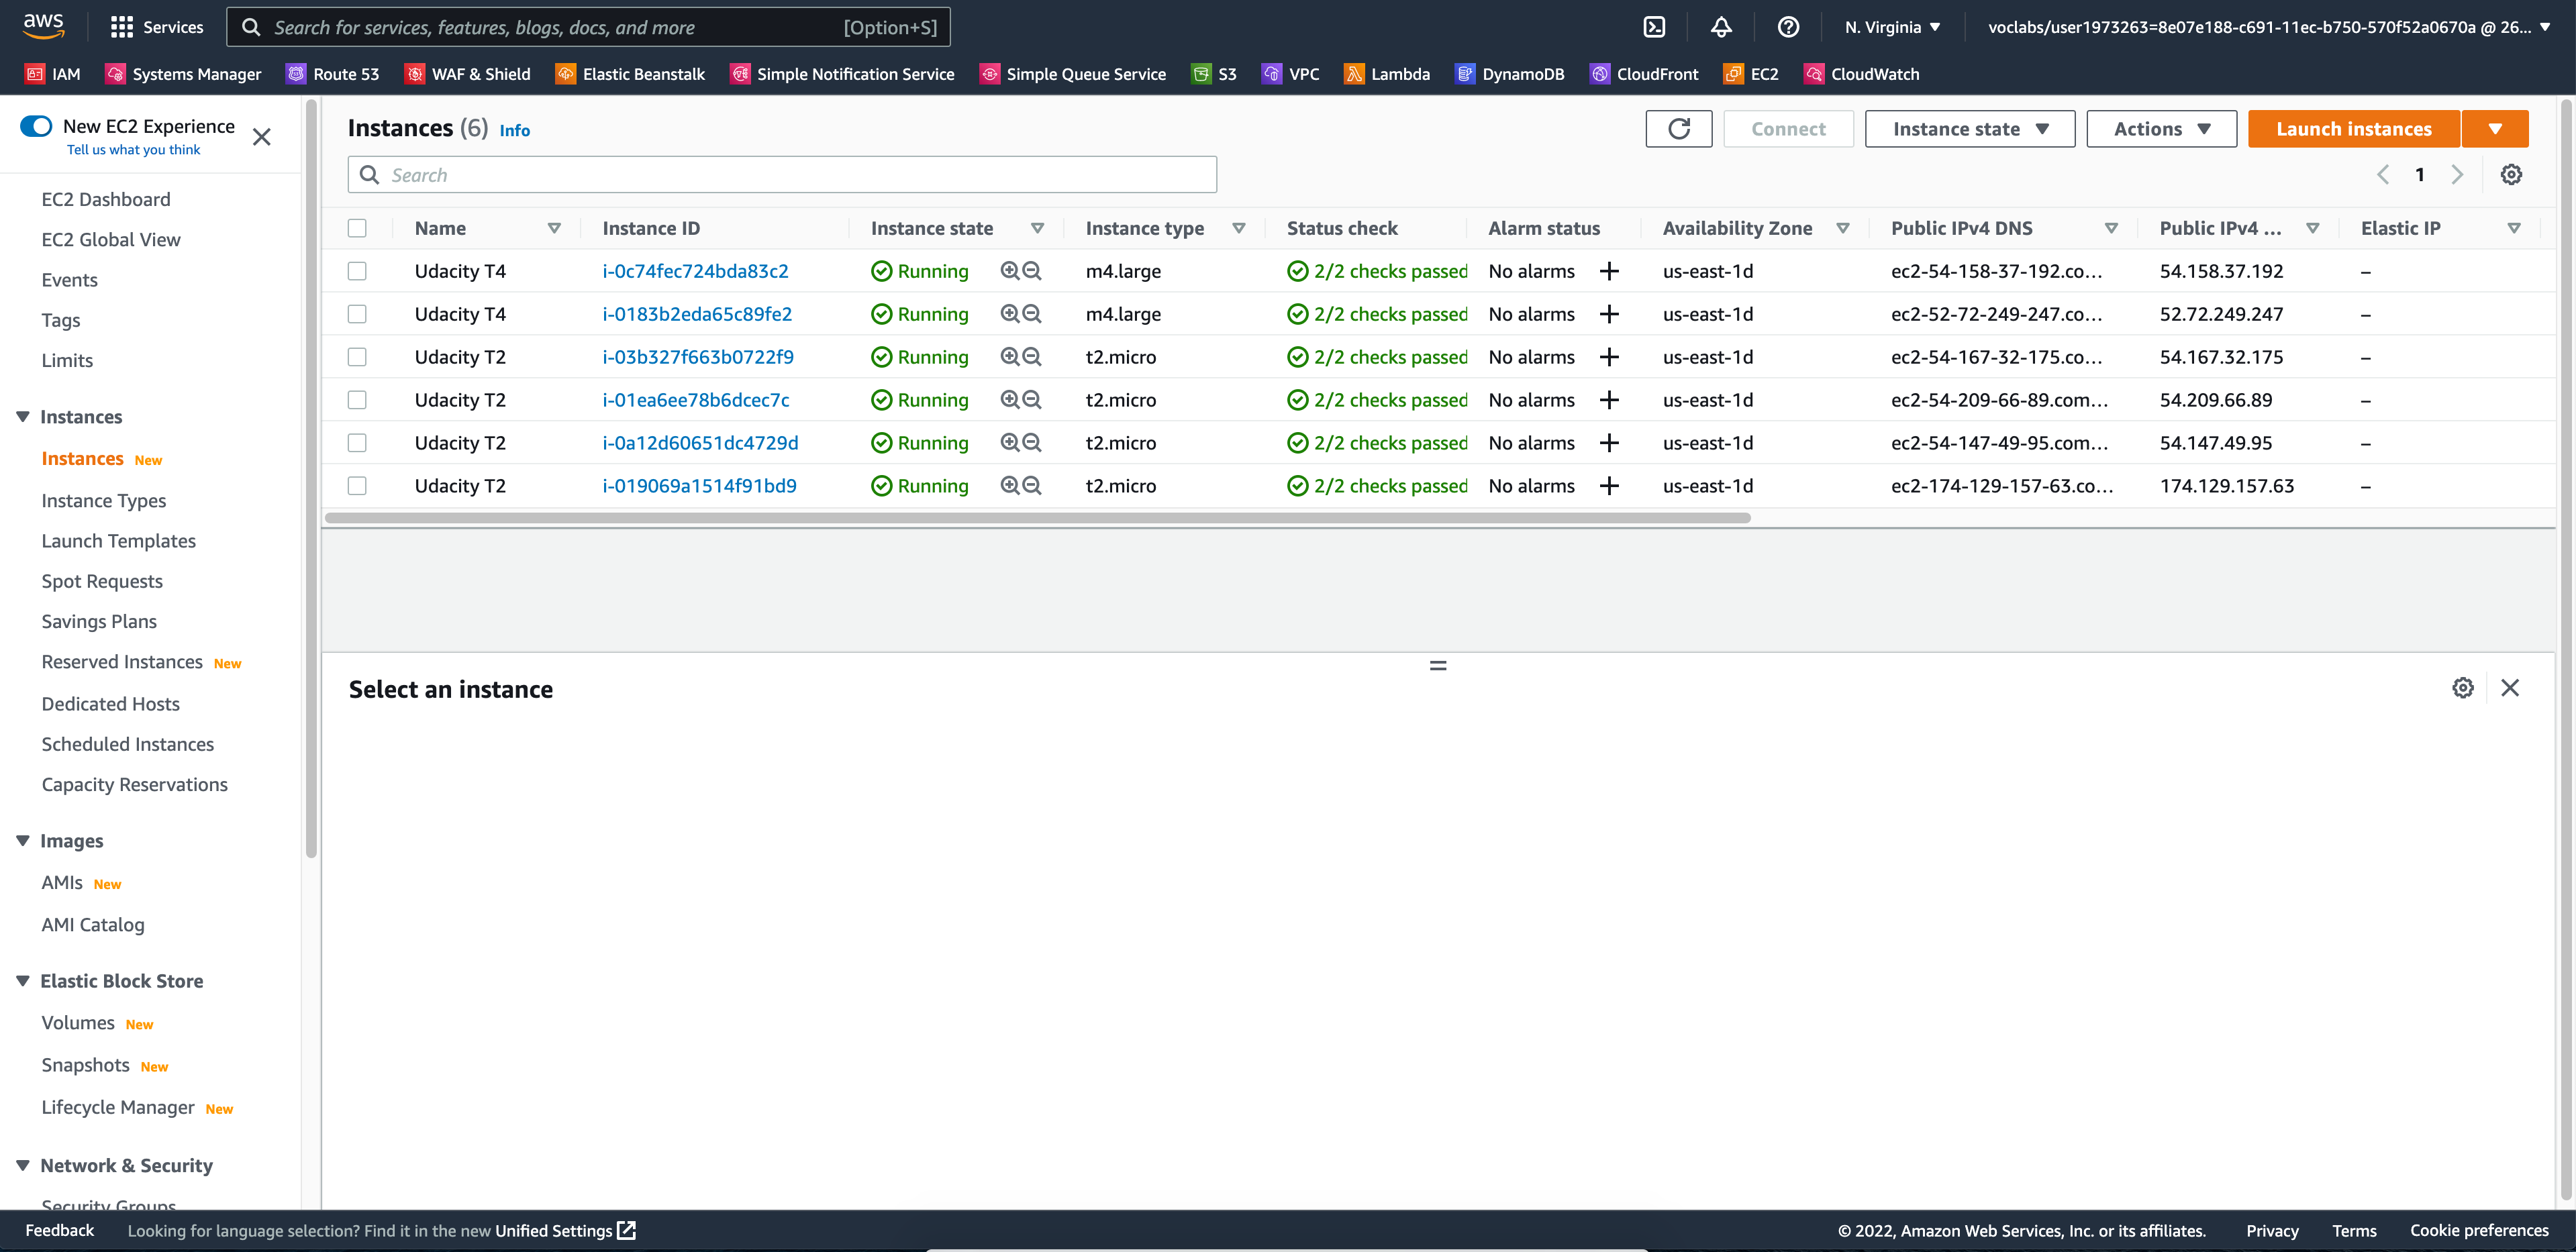 aws Services Search for services, features, blogs, docs, and more [Option+S] N. Virginia ▼ voclabs/user1973263=8e07e188-c691-11ec-b750-570f52a0670a @ 26... ▼
IAM Systems Manager Route 53 WAF & Shield Elastic Beanstalk Simple Notification Service Simple Queue Service S3 VPC Lambda DynamoDB CloudFront EC2 CloudWatch
New EC2 Experience
Tell us what you think
EC2 Dashboard
EC2 Global View
Events
Tags
Limits
Instances
Instances New
Instance Types
Launch Templates
Spot Requests
Savings Plans
Reserved Instances New
Dedicated Hosts
Scheduled Instances
Capacity Reservations
Images
AMIs New
AMI Catalog
Elastic Block Store
Volumes New
Snapshots New
Lifecycle Manager New
Network & Security
Security Groups
Instances (6) Info Connect Instance state Actions Launch instances
Search 1
Name Instance ID Instance state Instance type Status check Alarm status Availability Zone Public IPv4 DNS Public IPv4 ... Elastic IP
Udacity T4 i-0c74fec724bda83c2 Running m4.large 2/2 checks passed No alarms + us-east-1d ec2-54-158-37-192.co... 54.158.37.192 –
Udacity T4 i-0183b2eda65c89fe2 Running m4.large 2/2 checks passed No alarms + us-east-1d ec2-52-72-249-247.co... 52.72.249.247 –
Udacity T2 i-03b327f663b0722f9 Running t2.micro 2/2 checks passed No alarms + us-east-1d ec2-54-167-32-175.co... 54.167.32.175 –
Udacity T2 i-01ea6ee78b6dcec7c Running t2.micro 2/2 checks passed No alarms + us-east-1d ec2-54-209-66-89.com... 54.209.66.89 –
Udacity T2 i-0a12d60651dc4729d Running t2.micro 2/2 checks passed No alarms + us-east-1d ec2-54-147-49-95.com... 54.147.49.95 –
Udacity T2 i-019069a1514f91bd9 Running t2.micro 2/2 checks passed No alarms + us-east-1d ec2-174-129-157-63.co... 174.129.157.63 –
Select an instance
Feedback Looking for language selection? Find it in the new Unified Settings © 2022, Amazon Web Services, Inc. or its affiliates. Privacy Terms Cookie preferences